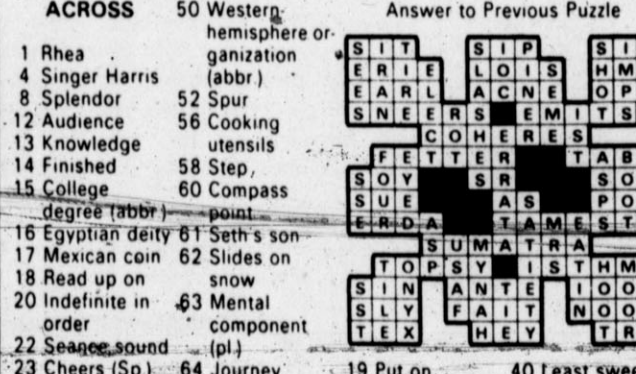 ACROSS
1 Rhea
4 Singer Harris
8 Splendor
12 Audience
13 Knowledge
14 Finished
15 College
degree (abbr.)
16 Egyptian deity
17 Mexican coin
18 Read up on
20 Indefinite in
order
22 Seance sound
23 Cheers (Sp.)
50 Western
hemisphere or-
ganization
(abbr.)
52 Spur
56 Cooking
utensils
58 Step
60 Compass
point
61 Seth's son
62 Slides on
snow
63 Mental
component
(pl.)
64 Journey
Answer to Previous Puzzle
S I T S I P S I
E R I E L O I S H M
E A R L A C N E O P
S N E E R S E M I T S
C O H E R E S
F E T T E R T A B
S O Y S R S O
S U E A S P O
E R D A T A M E S T
S U M A T R A
T O P S Y I S T H M
S I N A N T E I O O
S L Y F A I T N O O
T E X H E Y T R
19 Put on
40 Least swee